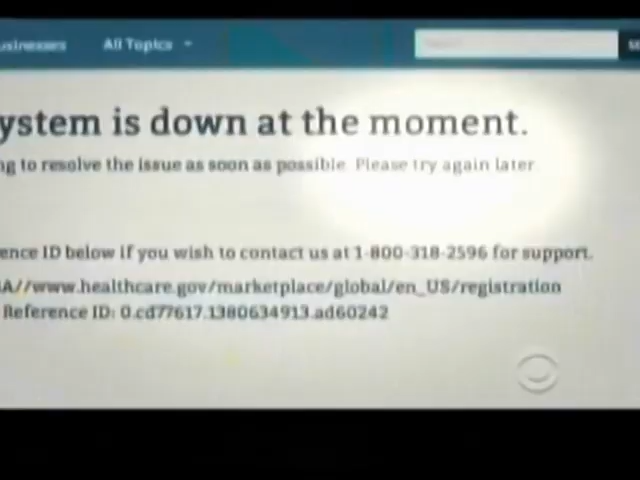 usinesses All Topics
ystem is down at the moment.
ng to resolve the issue as soon as possible. Please try again later
ence ID below if you wish to contact us at 1-800-318-2596 for support.
A//www.healthcare.gov/marketplace/global/en_US/registration
Reference ID: 0.cd77617.1380634913.ad60242